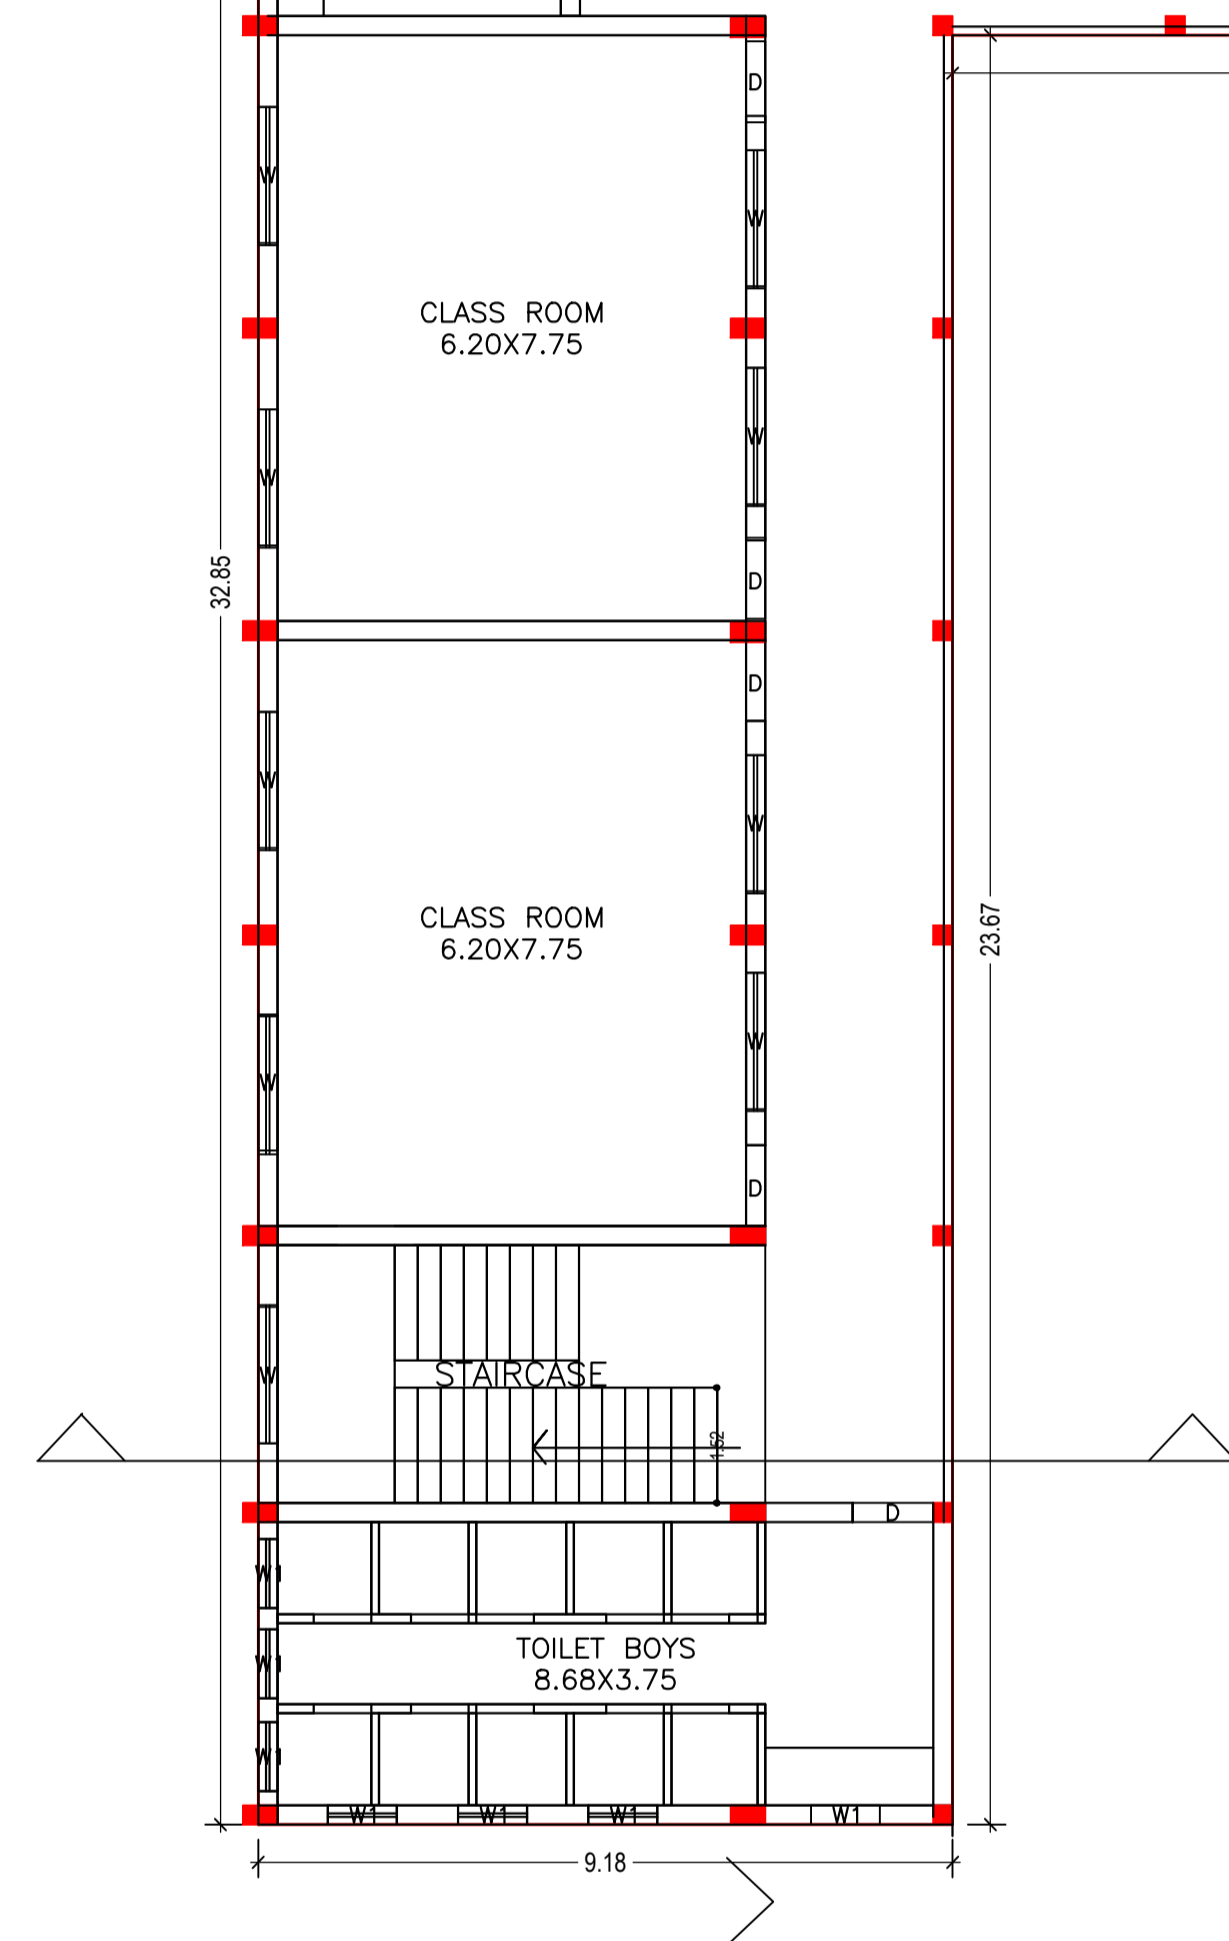 D
W
W
CLASS ROOM
6.20X7.75
W
W
32.85
D
D
W
W
CLASS ROOM
6.20X7.75
23.67
W
W
D
W
STAIRCASE
1.52
D
W1
TOILET BOYS
8.68X3.75
W1
W1
W1
W1
W1
W1
9.18